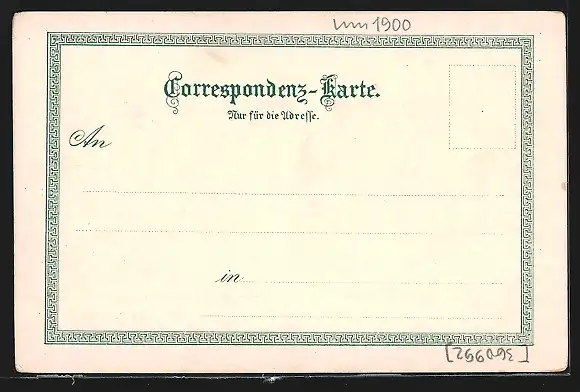 um 1900
Correspondenz-Karte.
Nur für die Adresse.
An
in
[360992]